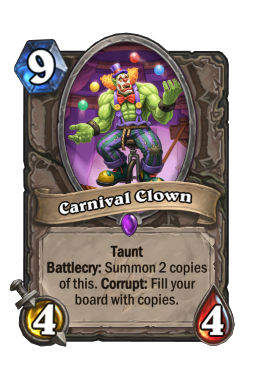 9
Carnival Clown
Taunt
Battlecry: Summon 2 copies
of this. Corrupt: Fill your
board with copies.
4 4